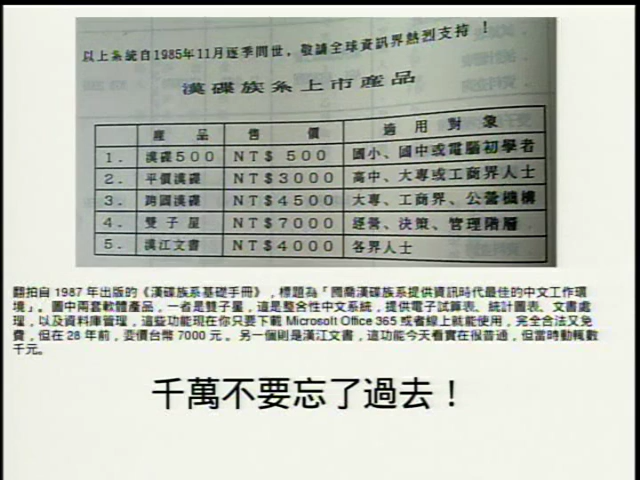 以上系統自1985年11月逐季問世,敬請全球資訊界熱烈支持!
漢碟族系上市產品
產品 售價 適用對象
1. 漢碟500 NT$ 500 國小、國中或電腦初學者
2. 平價漢碟 NT$3000 高中、大專或工商界人士
3. 跨國漢碟 NT$4500 大專、工商界、公營機構
4. 雙子星 NT$7000 經營、決策、管理階層
5. 漢江文書 NT$4000 各界人士
翻拍自 1987 年出版的《漢碟族系基礎手冊》,標題為「國喬漢碟族系提供資訊時代最佳的中文工作環
境」。圖中兩套軟體產品,一者是雙子星,這是整合性中文系統,提供電子試算表、統計圖表、文書處
理,以及資料庫管理,這些功能現在你只要下載 Microsoft Office 365 或者線上就能使用,完全合法又免
費,但在 28 年前,要價台幣 7000 元。另一個則是漢江文書,這功能今天看實在很普通,但當時動輒數
千元。
千萬不要忘了過去!